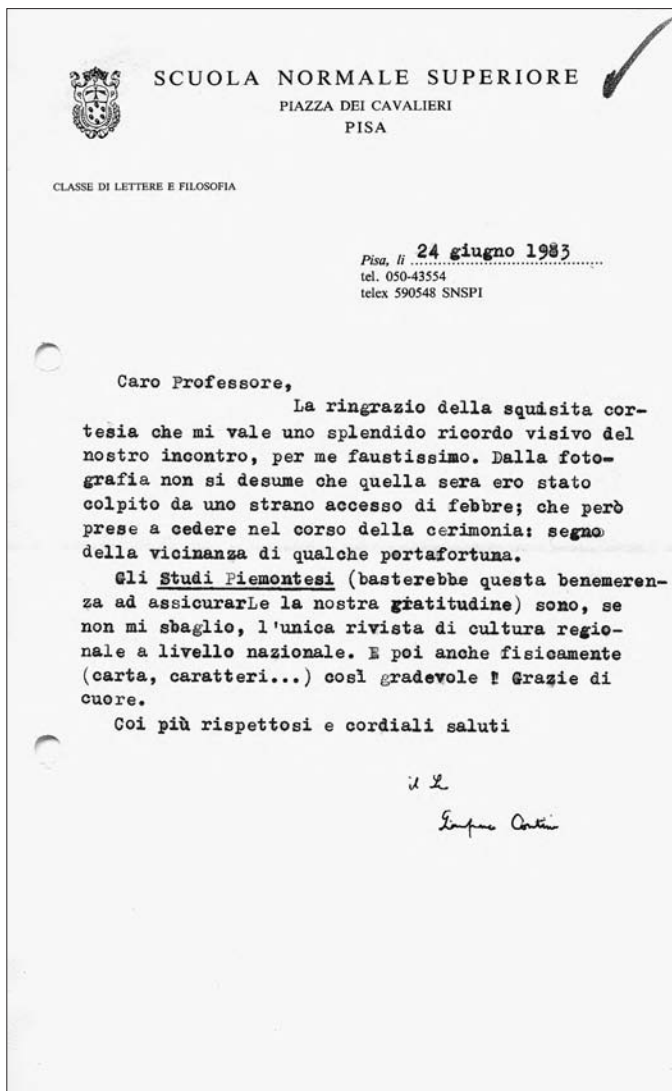 SCUOLA NORMALE SUPERIORE
PIAZZA DEI CAVALIERI
PISA
CLASSE DI LETTERE E FILOSOFIA
Pisa, li 24 giugno 1983
tel. 050-43554
telex 590548 SNSPI
Caro Professore,
La ringrazio della squisita cor-
tesia che mi vale uno splendido ricordo visivo del
nostro incontro, per me faustissimo. Dalla foto-
grafia non si desume che quella sera ero stato
colpito da uno strano accesso di febbre; che però
prese a cedere nel corso della cerimonia: segno
della vicinanza di qualche portafortuna.
Gli Studi Piemontesi (basterebbe questa benemeren-
za ad assicurarLe la nostra gratitudine) sono, se
non mi sbaglio, l'unica rivista di cultura regio-
nale a livello nazionale. E poi anche fisicamente
(carta, caratteri...) così gradevole ! Grazie di
cuore.
Coi più rispettosi e cordiali saluti
il
Contini